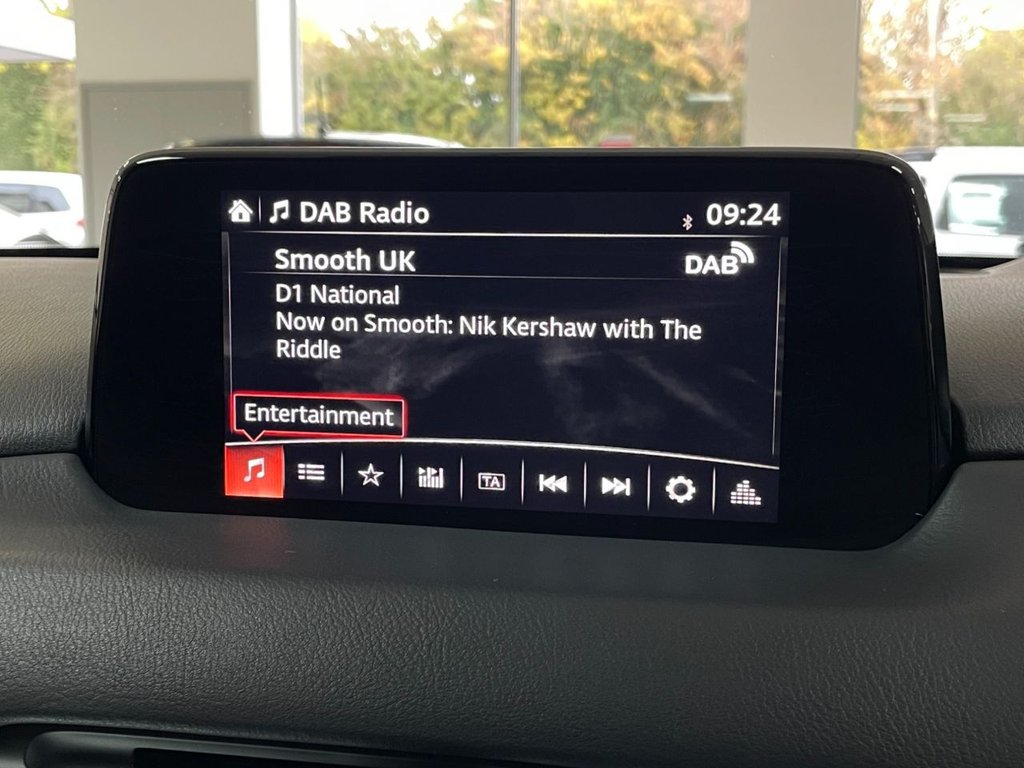 DAB Radio
09:24
Smooth UK
DAB
D1 National
Now on Smooth: Nik Kershaw with The
Riddle
Entertainment
TA